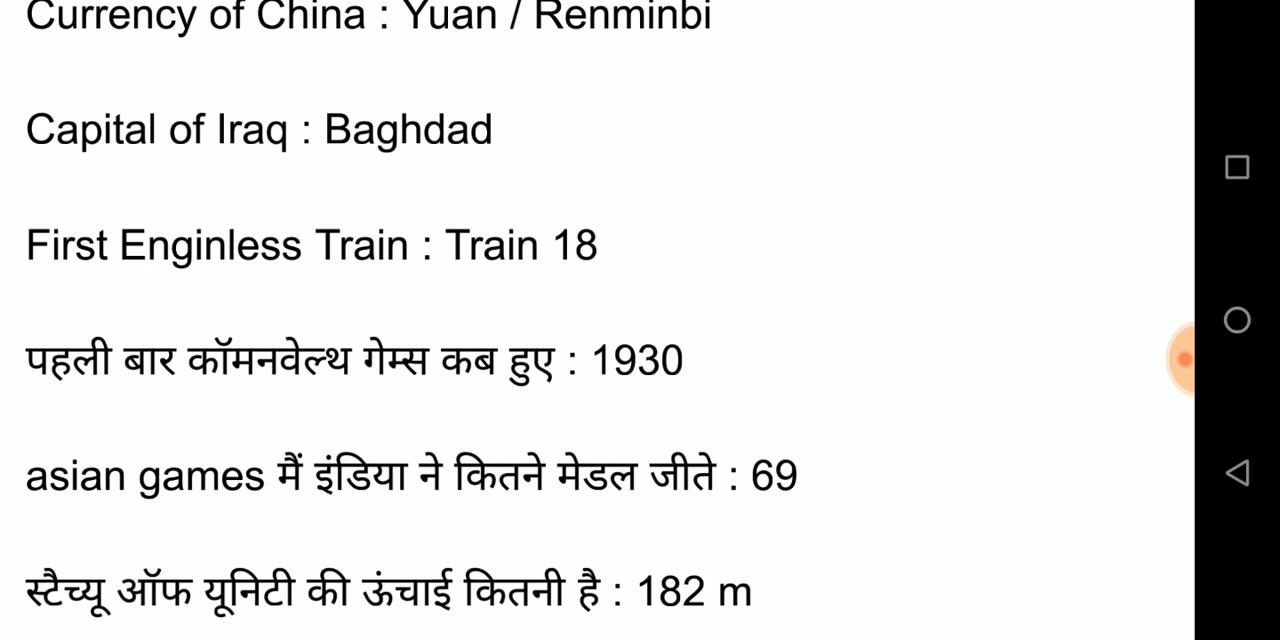 Currency of China : Yuan / Renminbi
Capital of Iraq : Baghdad
First Enginless Train : Train 18
पहली बार कॉमनवेल्थ गेम्स कब हुए : 1930
asian games मैं इंडिया ने कितने मेडल जीते : 69
स्टैच्यू ऑफ यूनिटी की ऊंचाई कितनी है : 182 m